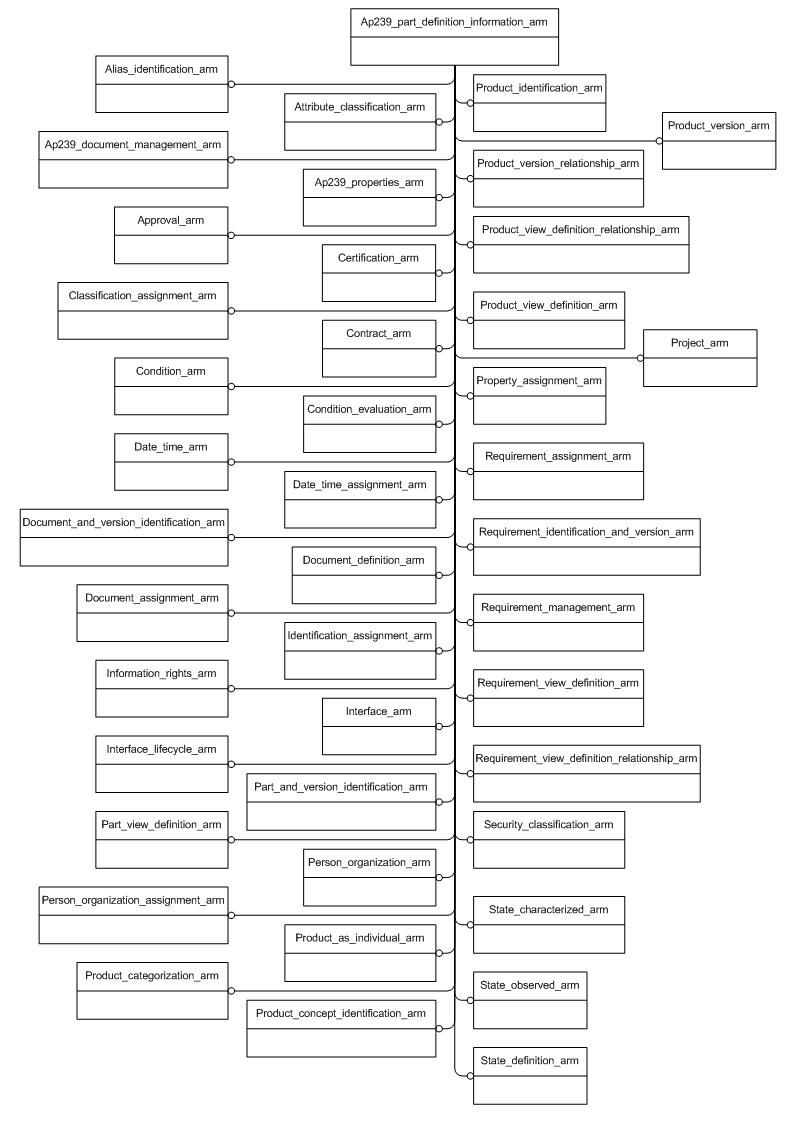 Ap239_part_definition_information_arm
Alias_identification_arm
Product_identification_arm
Attribute_classification_arm
Product_version_arm
Ap239_document_management_arm
Product_version_relationship_arm
Ap239_properties_arm
Approval_arm
Product_view_definition_relationship_arm
Certification_arm
Classification_assignment_arm
Product_view_definition_arm
Contract_arm
Project_arm
Condition_arm
Property_assignment_arm
Condition_evaluation_arm
Date_time_arm
Requirement_assignment_arm
Date_time_assignment_arm
Document_and_version_identification_arm
Requirement_identification_and_version_arm
Document_definition_arm
Document_assignment_arm
Requirement_management_arm
Identification_assignment_arm
Information_rights_arm
Requirement_view_definition_arm
Interface_arm
Interface_lifecycle_arm
Requirement_view_definition_relationship_arm
Part_and_version_identification_arm
Part_view_definition_arm
Security_classification_arm
Person_organization_arm
Person_organization_assignment_arm
State_characterized_arm
Product_as_individual_arm
Product_categorization_arm
State_observed_arm
Product_concept_identification_arm
State_definition_arm